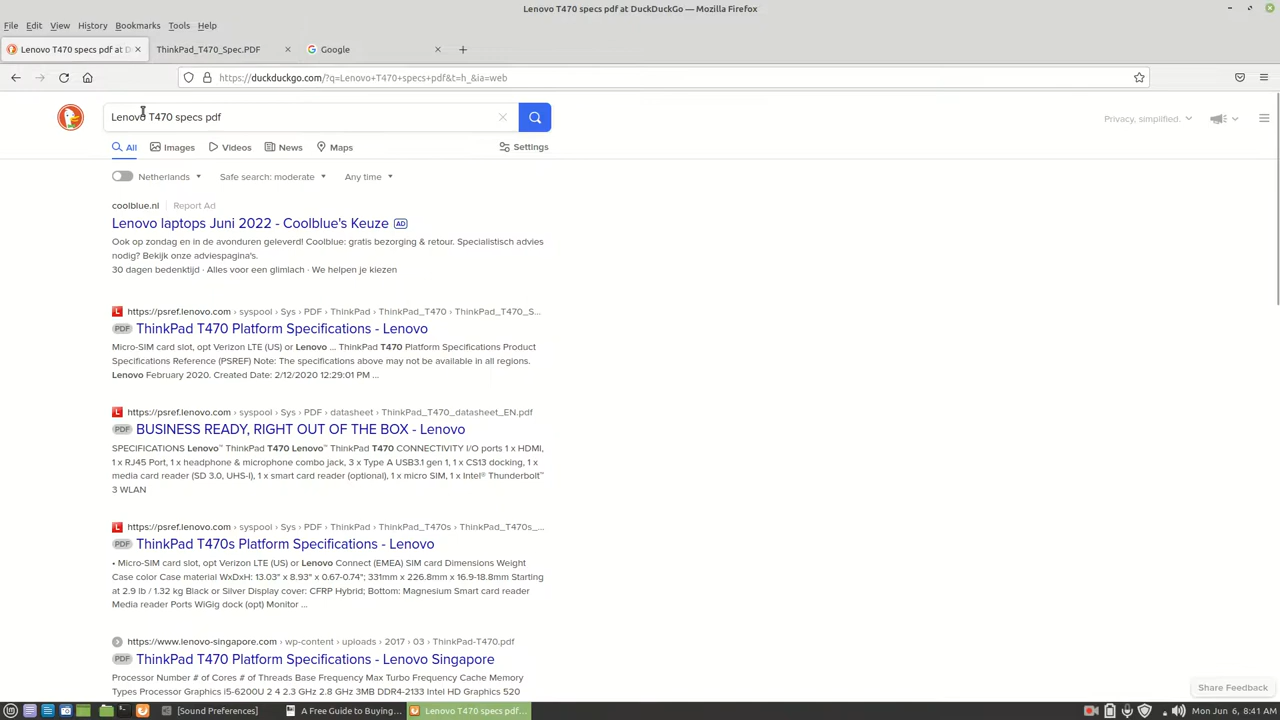 Lenovo T470 specs pdf at DuckDuckGo — Mozilla Firefox
File Edit View History Bookmarks Tools Help
Lenovo T470 specs pdf at D
ThinkPad_T470_Spec.PDF
Google
https://duckduckgo.com/?q=Lenovo+T470+specs+pdf&t=h_&ia=web
Lenovo T470 specs pdf
Privacy, simplified.
All Images Videos News Maps Settings
Netherlands Safe search: moderate Any time
coolblue.nl Report Ad
Lenovo laptops Juni 2022 - Coolblue's Keuze AD
Ook op zondag en in de avonduren geleverd! Coolblue: gratis bezorging & retour. Specialistisch advies
nodig? Bekijk onze adviespagina's.
30 dagen bedenktijd · Alles voor een glimlach · We helpen je kiezen
https://psref.lenovo.com › syspool › Sys › PDF › ThinkPad › ThinkPad_T470 › ThinkPad_T470_S...
PDF ThinkPad T470 Platform Specifications - Lenovo
Micro-SIM card slot, opt Verizon LTE (US) or Lenovo ... ThinkPad T470 Platform Specifications Product
Specifications Reference (PSREF) Note: The specifications above may not be available in all regions.
Lenovo February 2020. Created Date: 2/12/2020 12:29:01 PM ...
https://psref.lenovo.com › syspool › Sys › PDF › datasheet › ThinkPad_T470_datasheet_EN.pdf
PDF BUSINESS READY, RIGHT OUT OF THE BOX - Lenovo
SPECIFICATIONS Lenovo™ ThinkPad T470 Lenovo™ ThinkPad T470 CONNECTIVITY I/O ports 1 x HDMI,
1 x RJ45 Port, 1 x headphone & microphone combo jack, 3 x Type A USB3.1 gen 1, 1 x CS13 docking, 1 x
media card reader (SD 3.0, UHS-I), 1 x smart card reader (optional), 1 x micro SIM, 1 x Intel® Thunderbolt™
3 WLAN
https://psref.lenovo.com › syspool › Sys › PDF › ThinkPad › ThinkPad_T470s › ThinkPad_T470s_...
PDF ThinkPad T470s Platform Specifications - Lenovo
• Micro-SIM card slot, opt Verizon LTE (US) or Lenovo Connect (EMEA) SIM card Dimensions Weight
Case color Case material WxDxH: 13.03" x 8.93" x 0.67-0.74"; 331mm x 226.8mm x 16.9-18.8mm Starting
at 2.9 lb / 1.32 kg Black or Silver Display cover: CFRP Hybrid; Bottom: Magnesium Smart card reader
Media reader Ports WiGig dock (opt) Monitor ...
https://www.lenovo-singapore.com › wp-content › uploads › 2017 › 03 › ThinkPad-T470.pdf
PDF ThinkPad T470 Platform Specifications - Lenovo Singapore
Processor Number # of Cores # of Threads Base Frequency Max Turbo Frequency Cache Memory
Types Processor Graphics i5-6200U 2 4 2.3 GHz 2.8 GHz 3MB DDR4-2133 Intel HD Graphics 520
Share Feedback
[Sound Preferences]
A Free Guide to Buying...
Lenovo T470 specs pdf...
Mon Jun 6, 8:41 AM